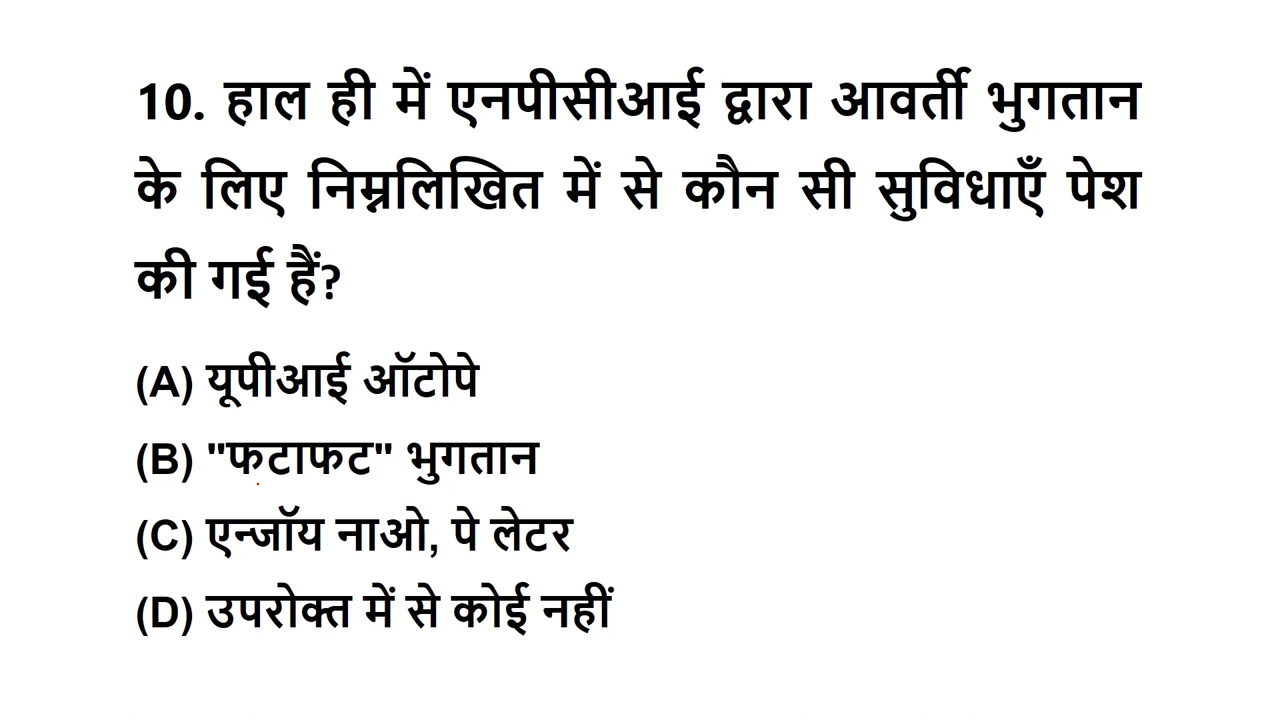 10. हाल ही में एनपीसीआई द्वारा आवर्ती भुगतान
के लिए निम्नलिखित में से कौन सी सुविधाएँ पेश
की गई हैं?
(A) यूपीआई ऑटोपे
(B) "फटाफट" भुगतान
(C) एन्जॉय नाओ, पे लेटर
(D) उपरोक्त में से कोई नहीं